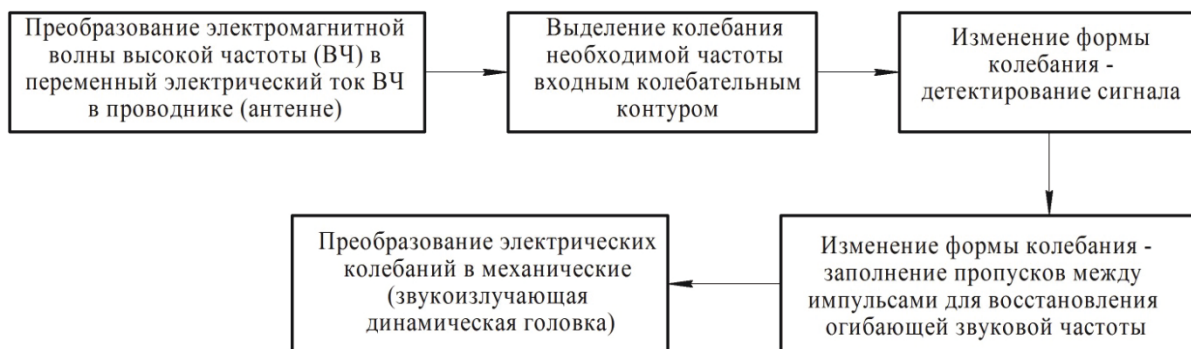 Преобразование электромагнитной
волны высокой частоты (ВЧ) в
переменный электрический ток ВЧ
в проводнике (антенне)
Выделение колебания
необходимой частоты
входным колебательным
контуром
Изменение формы
колебания -
детектирование сигнала
Изменение формы колебания -
заполнение пропусков между
импульсами для восстановления
огибающей звуковой частоты
Преобразование электрических
колебаний в механические
(звукоизлучающая
динамическая головка)